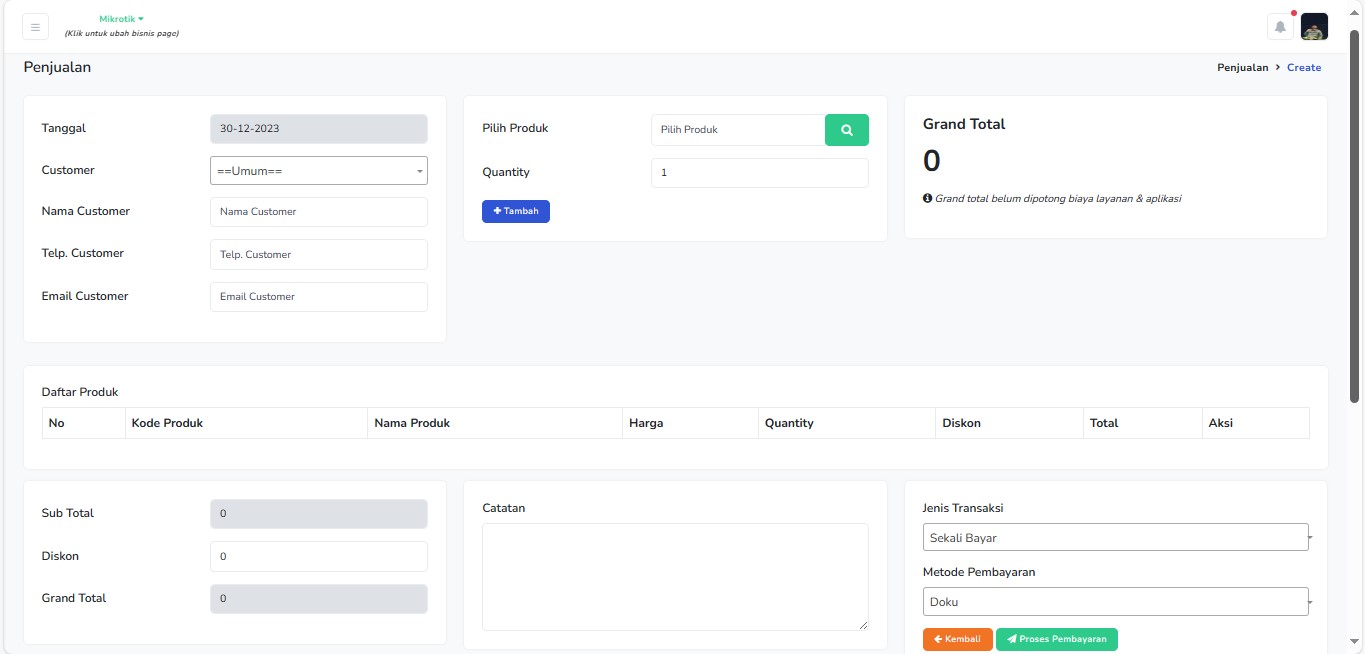 Mikrotik
(Klik untuk ubah bisnis page)
Penjualan
Penjualan > Create
Tanggal
30-12-2023
Customer
==Umum==
Nama Customer
Nama Customer
Telp. Customer
Telp. Customer
Email Customer
Email Customer
Pilih Produk
Pilih Produk
Quantity
1
+ Tambah
Grand Total
0
Grand total belum dipotong biaya layanan & aplikasi
Daftar Produk
No Kode Produk Nama Produk Harga Quantity Diskon Total Aksi
Sub Total
0
Diskon
0
Grand Total
0
Catatan
Jenis Transaksi
Sekali Bayar
Metode Pembayaran
Doku
Kembali
Proses Pembayaran